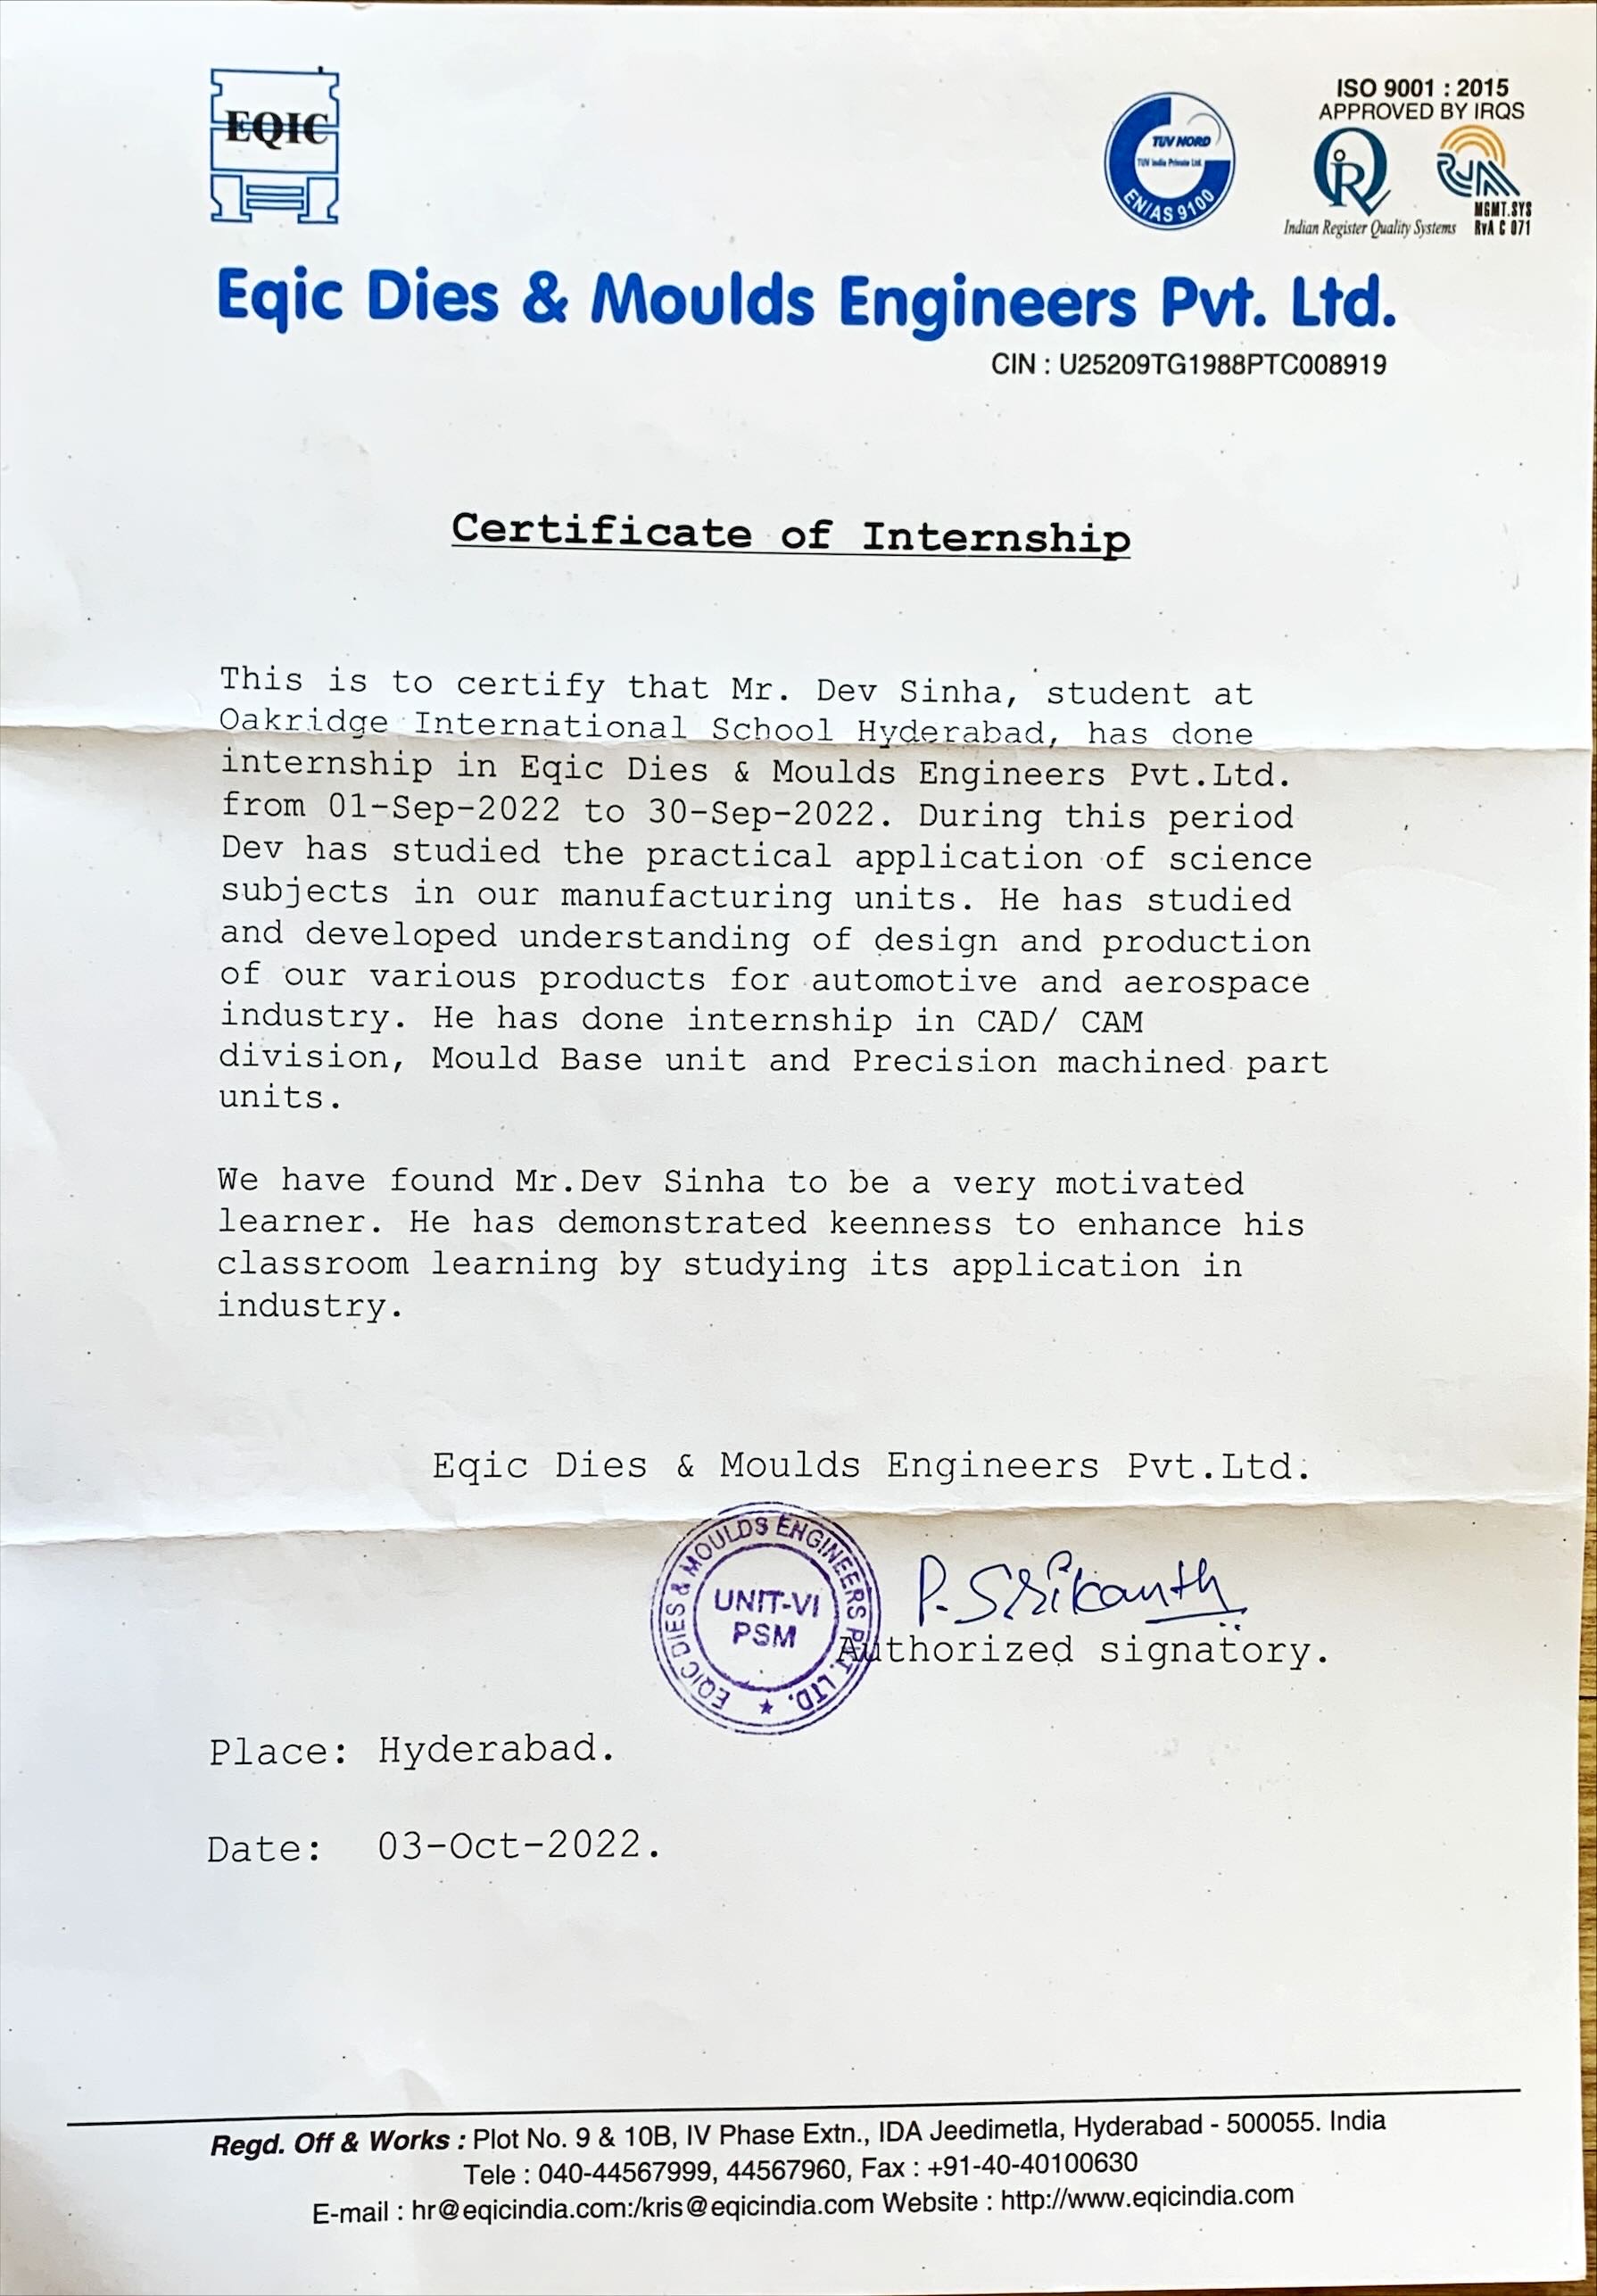 EQIC
TUV NORD
TUV India Private Ltd.
EN/AS 9100
ISO 9001 : 2015
APPROVED BY IRQS
IRQ
Indian Register Quality Systems
RvA
MGMT.SYS
RvA C 071
Eqic Dies & Moulds Engineers Pvt. Ltd.
CIN : U25209TG1988PTC008919
Certificate of Internship
This is to certify that Mr. Dev Sinha, student at
Oakridge International School Hyderabad, has done
internship in Eqic Dies & Moulds Engineers Pvt.Ltd.
from 01-Sep-2022 to 30-Sep-2022. During this period
Dev has studied the practical application of science
subjects in our manufacturing units. He has studied
and developed understanding of design and production
of our various products for automotive and aerospace
industry. He has done internship in CAD/ CAM
division, Mould Base unit and Precision machined part
units.
We have found Mr.Dev Sinha to be a very motivated
learner. He has demonstrated keenness to enhance his
classroom learning by studying its application in
industry.
Eqic Dies & Moulds Engineers Pvt.Ltd.
EQIC DIES & MOULDS ENGINEERS PVT. LTD. ★
UNIT-VI
PSM
P. Srikanth
Authorized signatory.
Place: Hyderabad.
Date: 03-Oct-2022.
Regd. Off & Works : Plot No. 9 & 10B, IV Phase Extn., IDA Jeedimetla, Hyderabad - 500055. India
Tele : 040-44567999, 44567960, Fax : +91-40-40100630
E-mail : hr@eqicindia.com:/kris@eqicindia.com Website : http://www.eqicindia.com